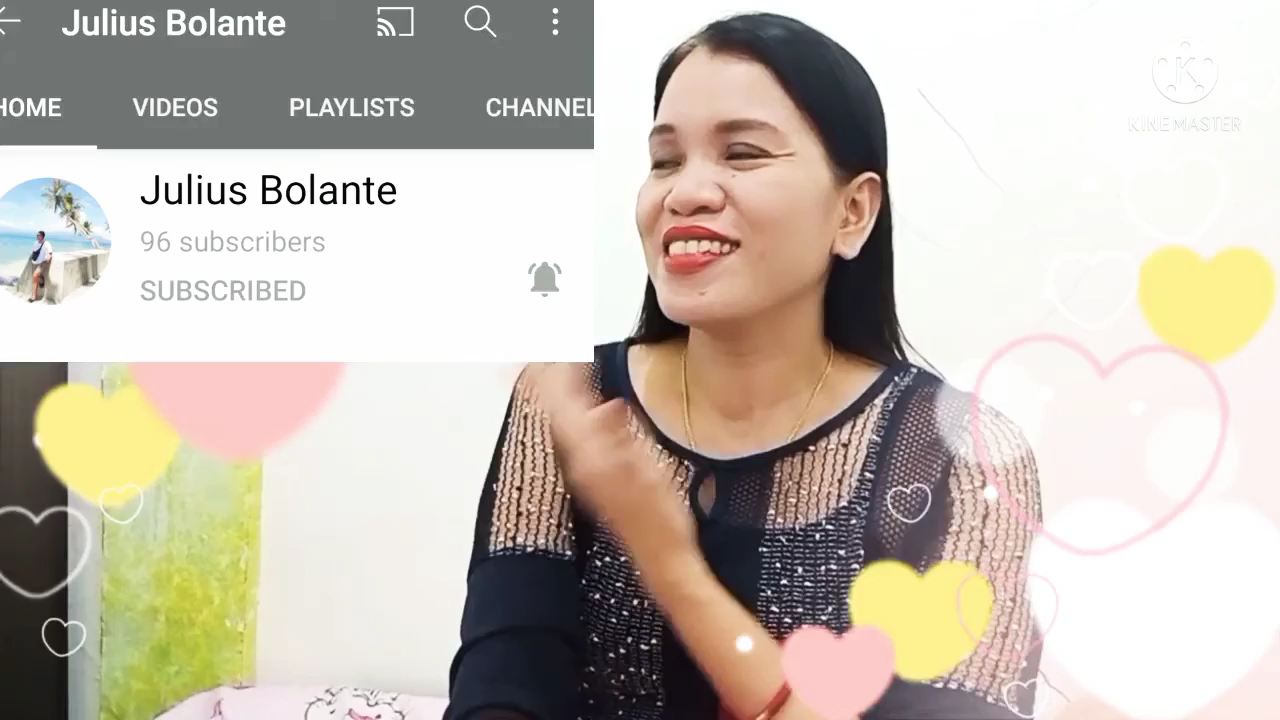 Julius Bolante
HOME VIDEOS PLAYLISTS CHANNEL
Julius Bolante
96 subscribers
SUBSCRIBED
K
KINEMASTER